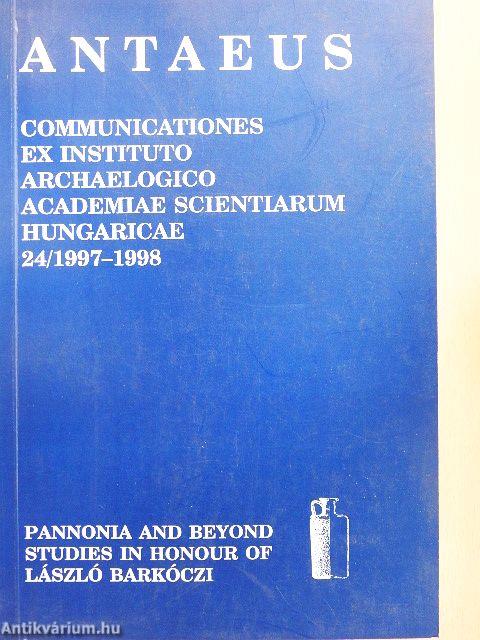 ANTAEUS
COMMUNICATIONES
EX INSTITUTO
ARCHAELOGICO
ACADEMIAE SCIENTIARUM
HUNGARICAE
24/1997–1998
PANNONIA AND BEYOND
STUDIES IN HONOUR OF
LÁSZLÓ BARKÓCZI
Antikvárium.hu